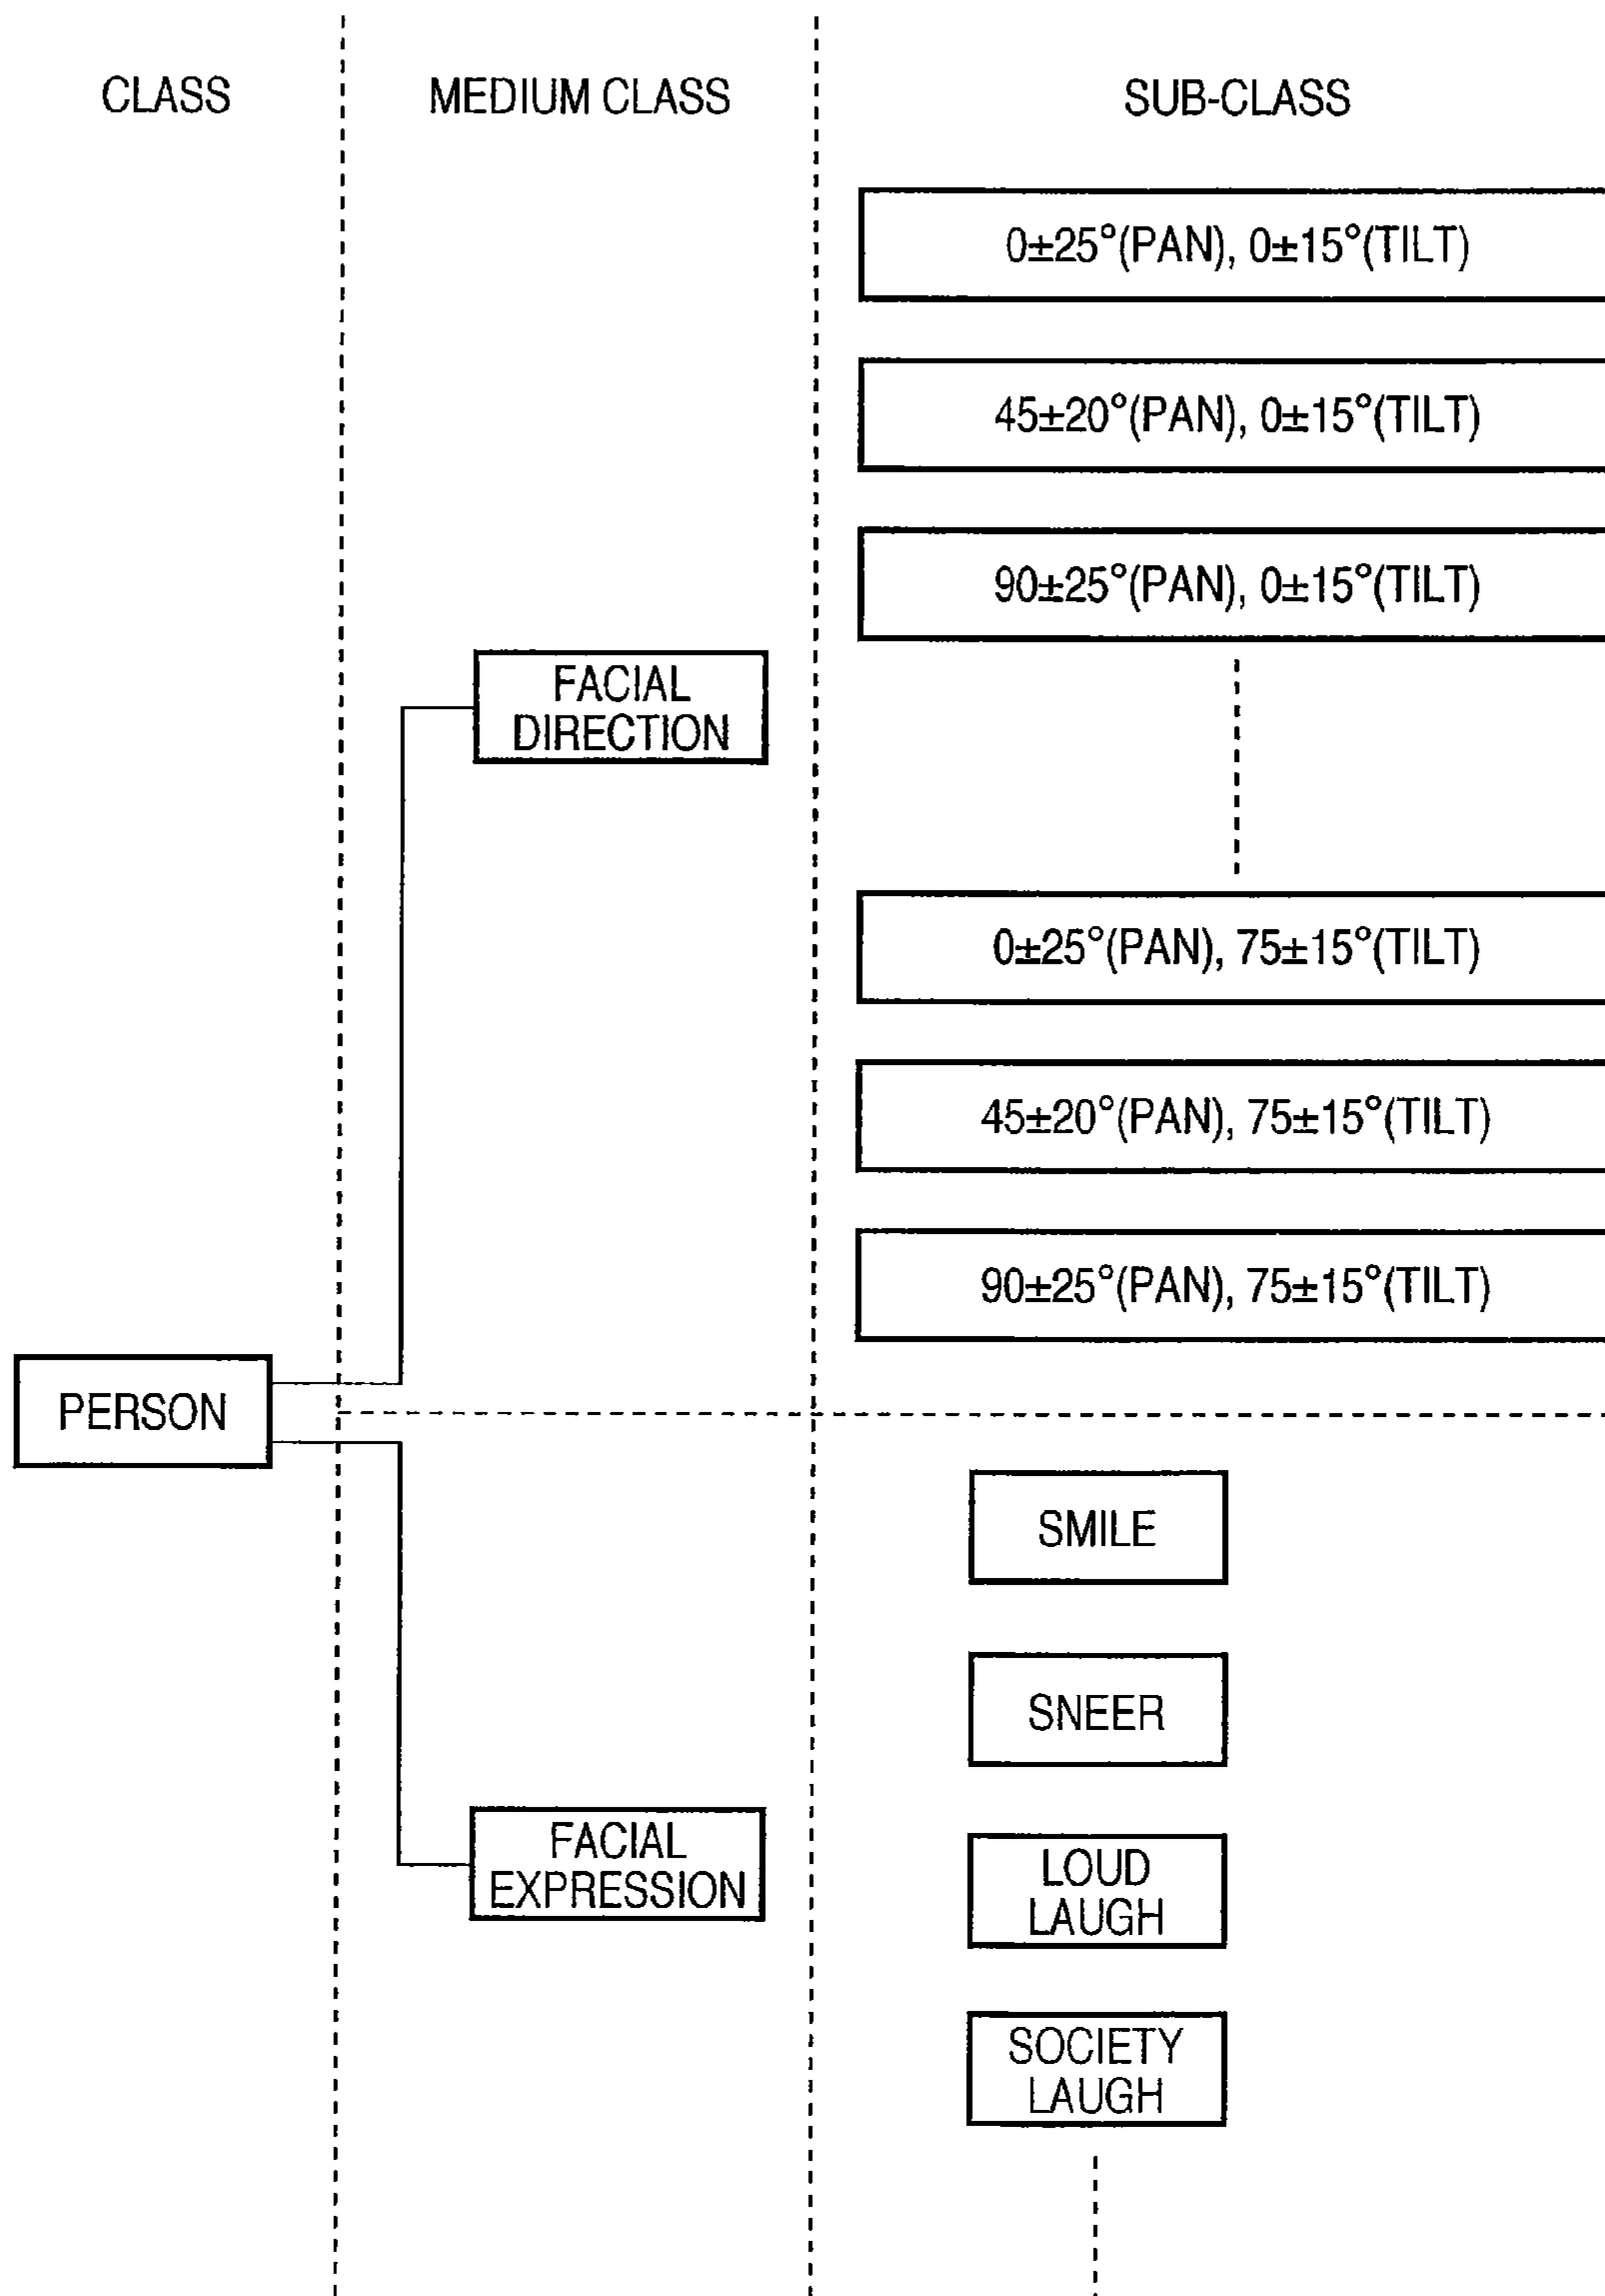 CLASS
MEDIUM CLASS
SUB-CLASS
0±25°(PAN), 0±15°(TILT)
45±20°(PAN), 0±15°(TILT)
90±25°(PAN), 0±15°(TILT)
FACIAL
DIRECTION
0±25°(PAN), 75±15°(TILT)
45±20°(PAN), 75±15°(TILT)
90±25°(PAN), 75±15°(TILT)
PERSON
SMILE
SNEER
FACIAL
EXPRESSION
LOUD
LAUGH
SOCIETY
LAUGH